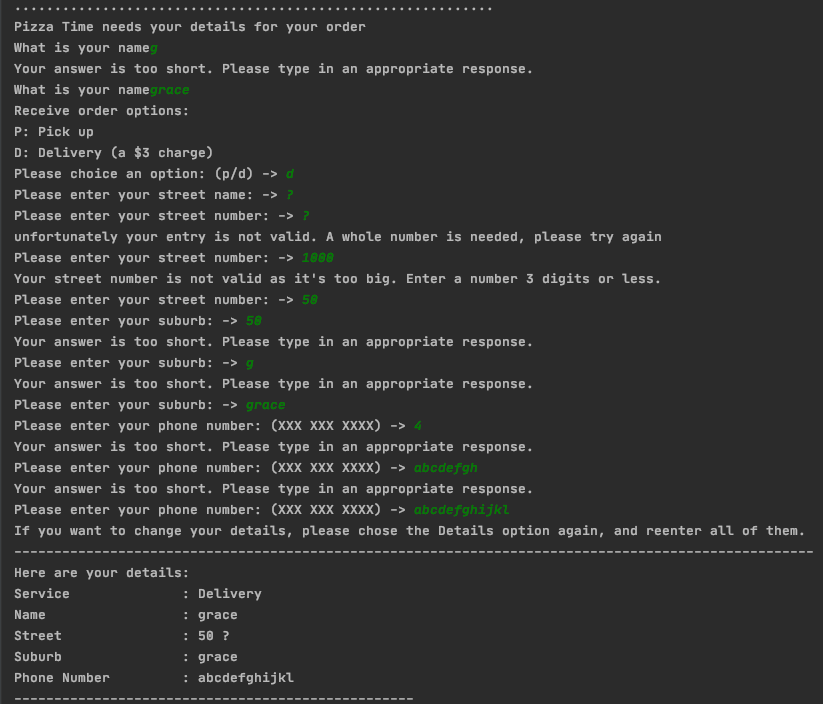 ............................................................
Pizza Time needs your details for your order
What is your nameg
Your answer is too short. Please type in an appropriate response.
What is your namegrace
Receive order options:
P: Pick up
D: Delivery (a $3 charge)
Please choice an option: (p/d) -> d
Please enter your street name: -> ?
Please enter your street number: -> ?
unfortunately your entry is not valid. A whole number is needed, please try again
Please enter your street number: -> 1000
Your street number is not valid as it's too big. Enter a number 3 digits or less.
Please enter your street number: -> 50
Please enter your suburb: -> 50
Your answer is too short. Please type in an appropriate response.
Please enter your suburb: -> g
Your answer is too short. Please type in an appropriate response.
Please enter your suburb: -> grace
Please enter your phone number: (XXX XXX XXXX) -> 4
Your answer is too short. Please type in an appropriate response.
Please enter your phone number: (XXX XXX XXXX) -> abcdefgh
Your answer is too short. Please type in an appropriate response.
Please enter your phone number: (XXX XXX XXXX) -> abcdefghijkl
If you want to change your details, please chose the Details option again, and reenter all of them.
----------------------------------------------------------------------------------------------------
Here are your details:
Service              : Delivery
Name                 : grace
Street               : 50 ?
Suburb               : grace
Phone Number         : abcdefghijkl
--------------------------------------------------